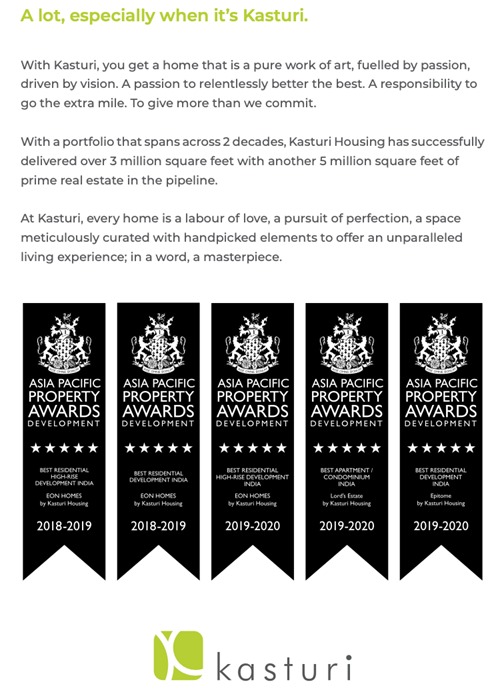 A lot, especially when it's Kasturi.
With Kasturi, you get a home that is a pure work of art, fuelled by passion,
driven by vision. A passion to relentlessly better the best. A responsibility to
go the extra mile. To give more than we commit.
With a portfolio that spans across 2 decades, Kasturi Housing has successfully
delivered over 3 million square feet with another 5 million square feet of
prime real estate in the pipeline.
At Kasturi, every home is a labour of love, a pursuit of perfection, a space
meticulously curated with handpicked elements to offer an unparalleled
living experience; in a word, a masterpiece.
ASIA PACIFIC
PROPERTY
AWARDS
DEVELOPMENT
BEST RESIDENTIAL
HIGH-RISE
DEVELOPMENT INDIA
EON HOMES
by Kasturi Housing
2018-2019
ASIA PACIFIC
PROPERTY
AWARDS
DEVELOPMENT
BEST RESIDENTIAL
DEVELOPMENT INDIA
EON HOMES
by Kasturi Housing
2018-2019
ASIA PACIFIC
PROPERTY
AWARDS
DEVELOPMENT
BEST RESIDENTIAL
HIGH-RISE DEVELOPMENT
INDIA
EON HOMES
by Kasturi Housing
2019-2020
ASIA PACIFIC
PROPERTY
AWARDS
DEVELOPMENT
BEST APARTMENT /
CONDOMINIUM
INDIA
Lord's Estate
by Kasturi Housing
2019-2020
ASIA PACIFIC
PROPERTY
AWARDS
DEVELOPMENT
BEST RESIDENTIAL
DEVELOPMENT
INDIA
Epitome
by Kasturi Housing
2019-2020
kasturi